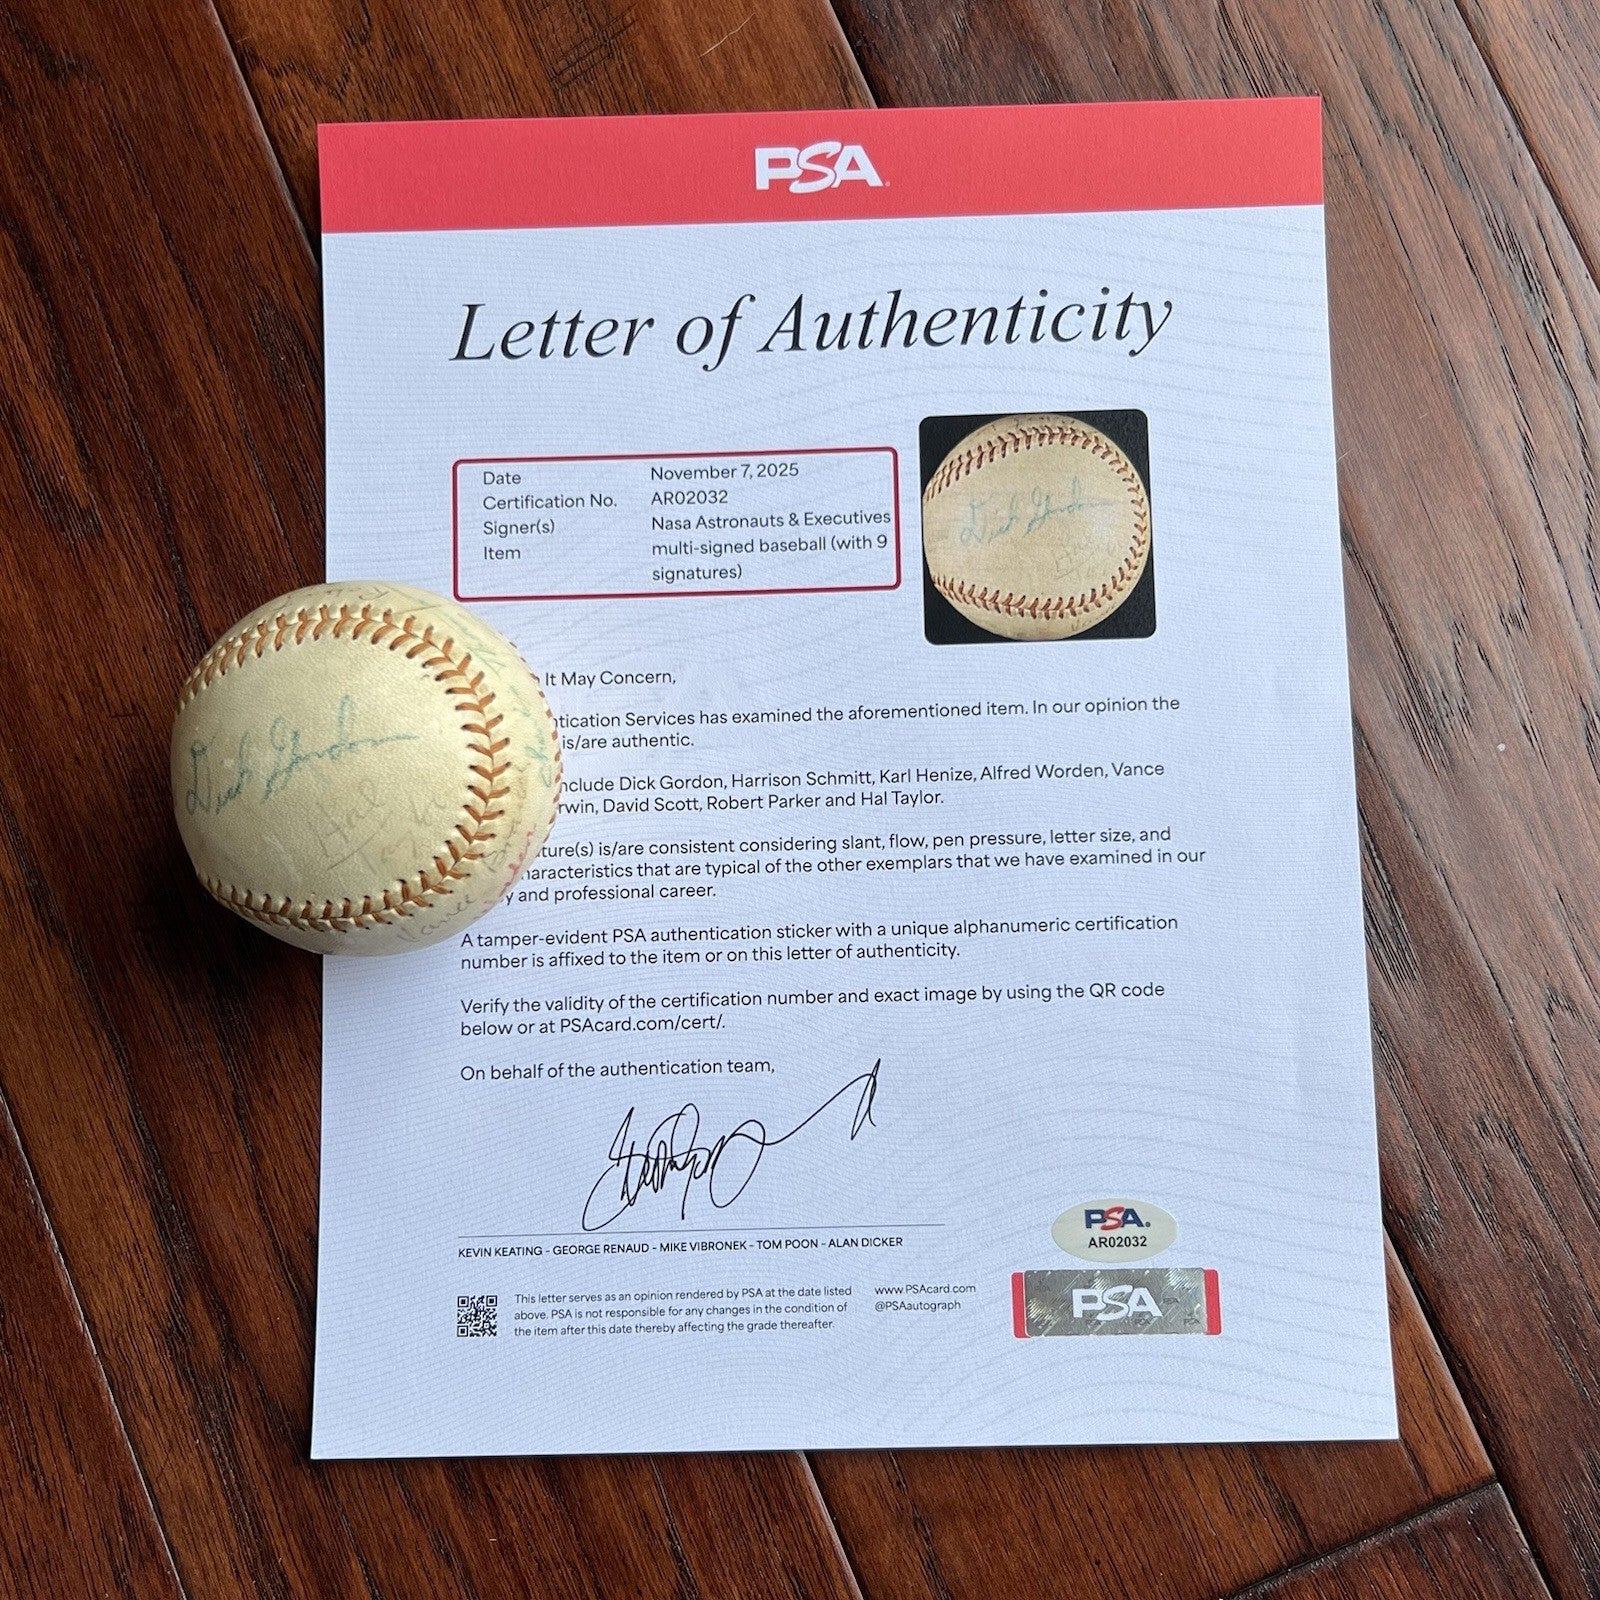 PSA
Letter of Authenticity
Date November 7, 2025
Certification No. AR02032
Signer(s) Nasa Astronauts & Executives
Item multi-signed baseball (with 9
signatures)
Dick Gordon
It May Concern,
Services has examined the aforementioned item. In our opinion the
is/are authentic.
Dick Gordon, Harrison Schmitt, Karl Henize, Alfred Worden, Vance
David Scott, Robert Parker and Hal Taylor.
is/are consistent considering slant, flow, pen pressure, letter size, and
that are typical of the other exemplars that we have examined in our
and professional career.
A tamper-evident PSA authentication sticker with a unique alphanumeric certification
number is affixed to the item or on this letter of authenticity.
Verify the validity of the certification number and exact image by using the QR code
below or at PSAcard.com/cert/.
On behalf of the authentication team,
KEVIN KEATING - GEORGE RENAUD - MIKE VIBRONEK - TOM POON - ALAN DICKER
This letter serves as an opinion rendered by PSA at the date listed
above. PSA is not responsible for any changes in the condition of
the item after this date thereby affecting the grade thereafter.
www.PSAcard.com
@PSAautograph
PSA
AR02032
PSA
Dick Gordon
Hal
Taylor
Vance